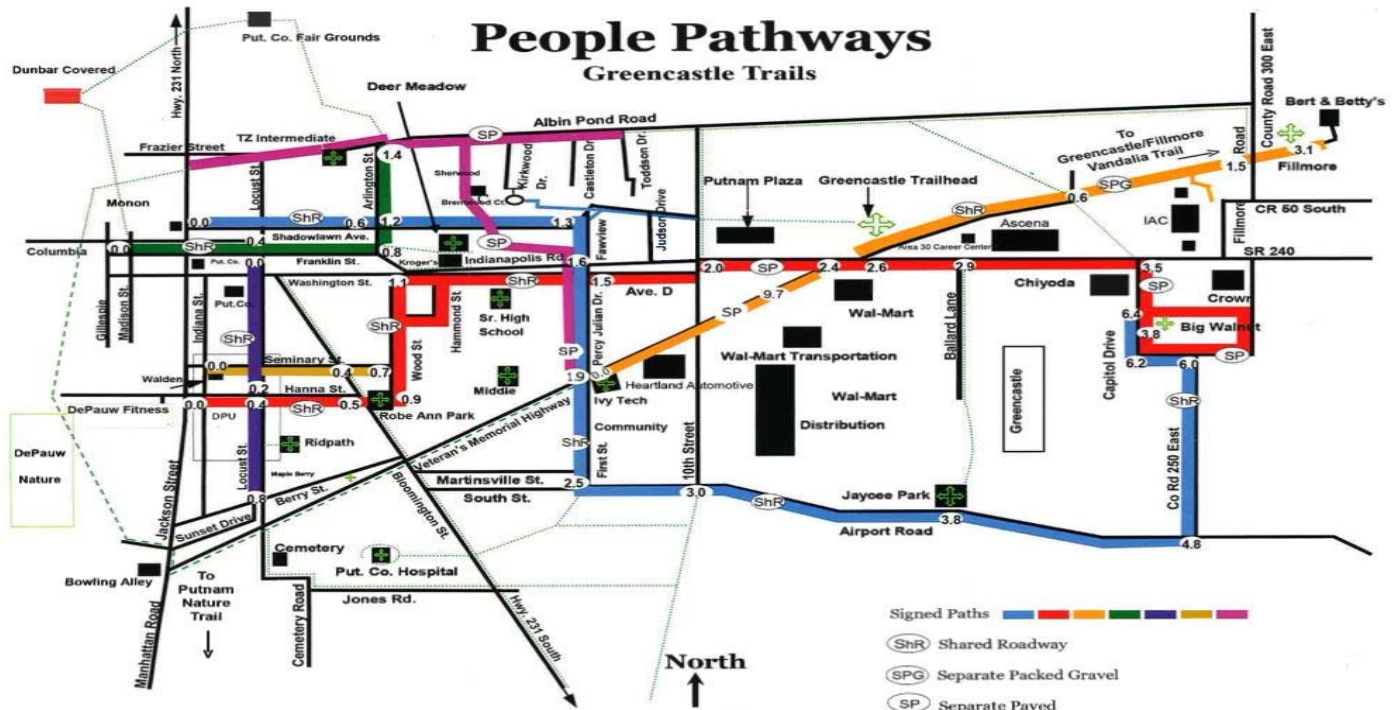 People Pathways
Greencastle Trails
Put. Co. Fair Grounds
Dunbar Covered
Hwy. 231 North
Deer Meadow
TZ Intermediate
Frazier Street
SP
Albin Pond Road
County Road 300 East
Bert & Betty's
To
Greencastle/Fillmore
Vandalia Trail
Road
3.1
1.5
Fillmore
1.4
Arlington St.
Locust St.
Sherwood
Kirkwood
Dr.
Castleton Dr.
Toddson Dr.
Brentwood Ct.
Putnam Plaza
Greencastle Trailhead
SPG
0.6
Monon
0.0
ShR
0.6
1.2
1.3
Fawview
Judson Drive
ShR
Ascena
IAC
CR 50 South
Fillmore
Columbia
0.0
ShR
0.4
Shadowlawn Ave.
0.8
SP
Area 30 Career Center
SR 240
Put. Co.
0.0
Franklin St.
Kroger's
Indianapolis Rd
1.6
Washington St.
1.1
ShR
1.5
Ave. D
2.0
SP
2.4
2.6
2.9
3.5
SP
Gillespie
Madison St.
Indiana St.
Put.Co.
Hammond St.
Sr. High
School
Percy Julian Dr.
9.7
SP
Wal-Mart
Chiyoda
Crown
ShR
ShR
Wood St.
6.4
3.8
Big Walnut
Wal-Mart Transportation
Ballard Lane
Capitol Drive
6.2
6.0
SP
Seminary St.
0.0
0.4
0.7
SP
Walden
Hanna St.
0.2
Middle
1.9
0.0
Heartland Automotive
Ivy Tech
Wal-Mart
Distribution
Greencastle
DePauw Fitness
0.0
DPU
0.4
ShR
0.5
0.9
Robe Ann Park
ShR
Community
ShR
DePauw
Nature
Ridpath
Locust St.
Maple Berry
Veteran's Memorial Highway
First St.
10th Street
Co Rd 250 East
Jackson Street
Berry St.
0.8
Sunset Drive
Bloomington St.
Martinsville St.
South St.
2.5
3.0
ShR
Jaycee Park
3.8
Airport Road
4.8
Bowling Alley
Cemetery
Put. Co. Hospital
To
Putnam
Nature
Trail
Manhattan Road
Cemetery Road
Jones Rd.
Hwy. 231 South
North
Signed Paths
ShR Shared Roadway
SPG Separate Packed Gravel
SP Separate Paved